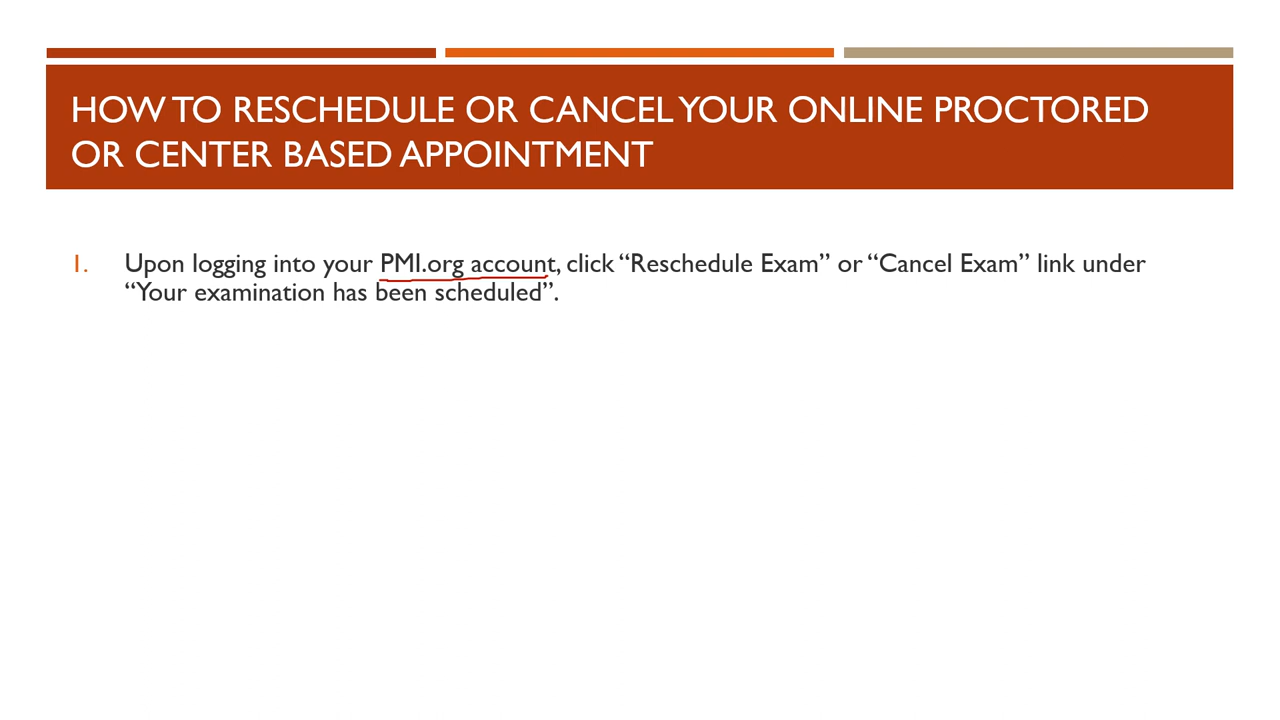 HOW TO RESCHEDULE OR CANCEL YOUR ONLINE PROCTORED
OR CENTER BASED APPOINTMENT
1. Upon logging into your PMI.org account, click “Reschedule Exam” or “Cancel Exam” link under
“Your examination has been scheduled”.